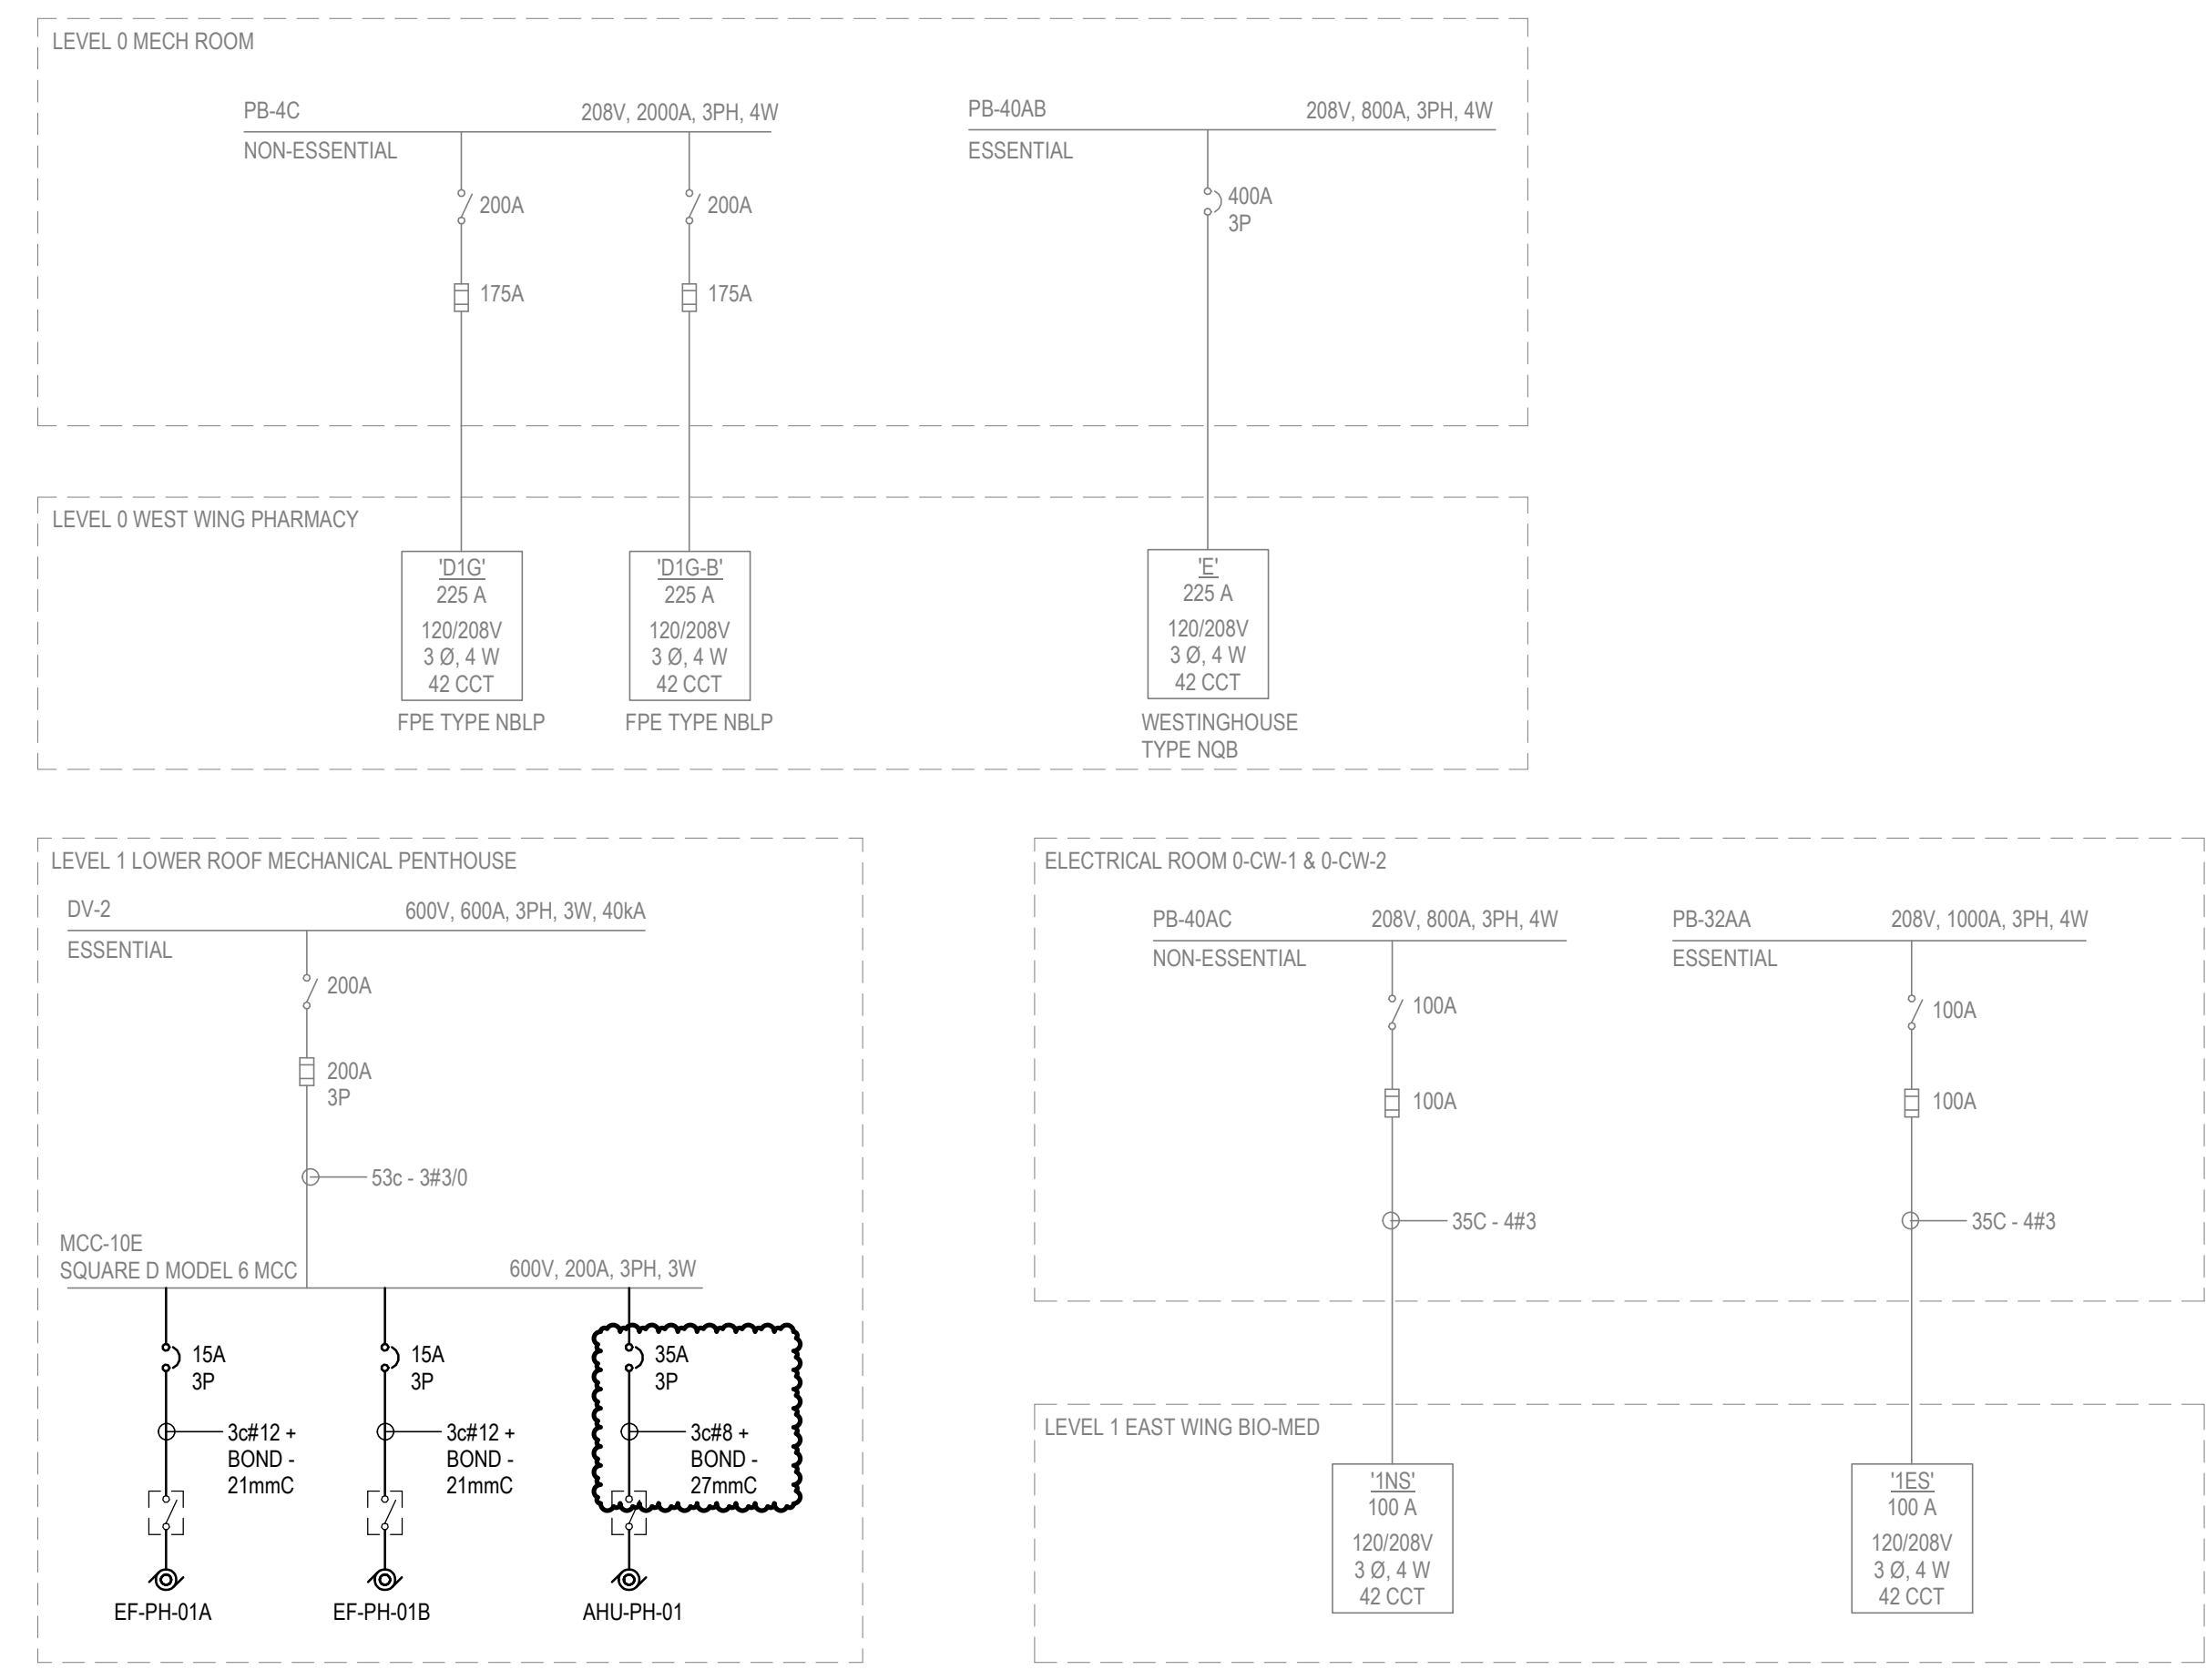 LEVEL 0 MECH ROOM
PB-4C
208V, 2000A, 3PH, 4W
NON-ESSENTIAL
200A
175A
200A
175A
PB-40AB
208V, 800A, 3PH, 4W
ESSENTIAL
400A
3P
LEVEL 0 WEST WING PHARMACY
'D1G'
225 A
120/208V
3 Ø, 4 W
42 CCT
FPE TYPE NBLP
'D1G-B'
225 A
120/208V
3 Ø, 4 W
42 CCT
FPE TYPE NBLP
'E'
225 A
120/208V
3 Ø, 4 W
42 CCT
WESTINGHOUSE
TYPE NQB
LEVEL 1 LOWER ROOF MECHANICAL PENTHOUSE
DV-2
600V, 600A, 3PH, 3W, 40kA
ESSENTIAL
200A
200A
3P
53c - 3#3/0
MCC-10E
SQUARE D MODEL 6 MCC
600V, 200A, 3PH, 3W
15A
3P
3c#12 +
BOND -
21mmC
EF-PH-01A
15A
3P
3c#12 +
BOND -
21mmC
EF-PH-01B
35A
3P
3c#8 +
BOND -
27mmC
AHU-PH-01
ELECTRICAL ROOM 0-CW-1 & 0-CW-2
PB-40AC
208V, 800A, 3PH, 4W
NON-ESSENTIAL
100A
100A
35C - 4#3
PB-32AA
208V, 1000A, 3PH, 4W
ESSENTIAL
100A
100A
35C - 4#3
LEVEL 1 EAST WING BIO-MED
'1NS'
100 A
120/208V
3 Ø, 4 W
42 CCT
'1ES'
100 A
120/208V
3 Ø, 4 W
42 CCT